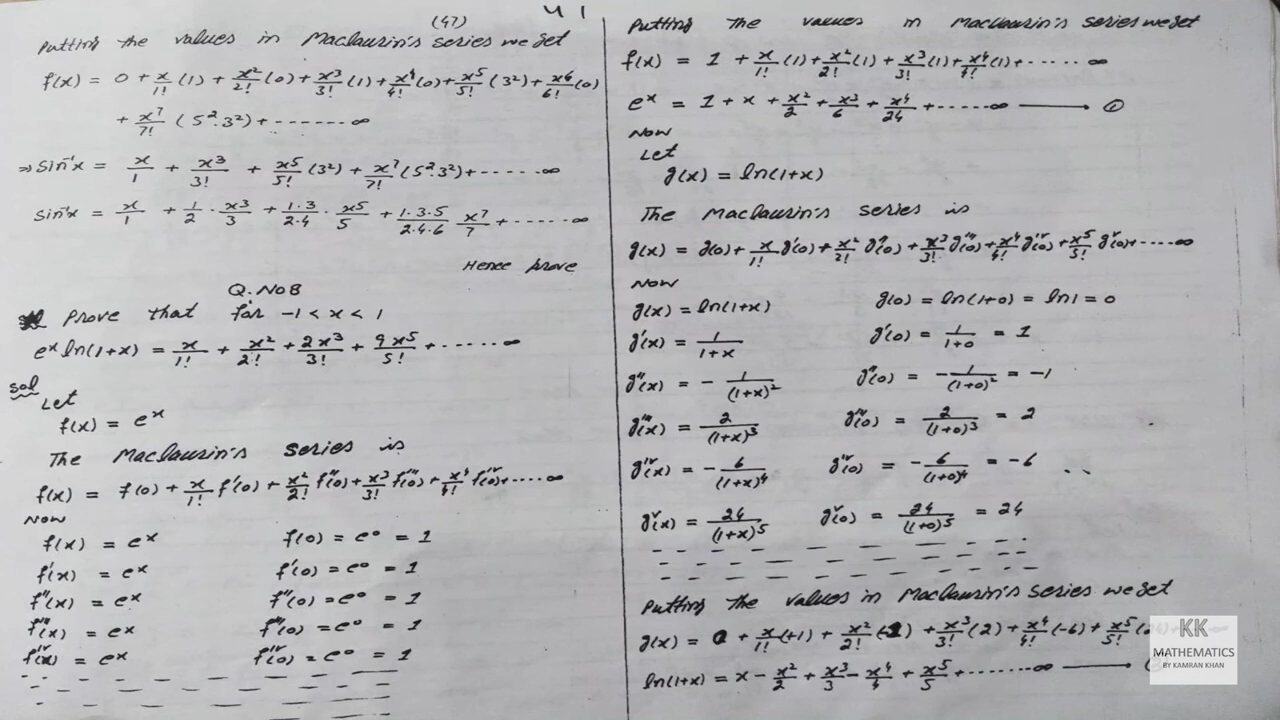 (47)
41
Putting the values in Maclaurin's series we get
f(x) = 0 + x/1! (1) + x²/2! (0) + x³/3! (1) + x⁴/4! (0) + x⁵/5! (3²) + x⁶/6! (0)
+ x⁷/7! (5².3²) + ------- ∞
⇒ Sin⁻¹x = x/1 + x³/3! + x⁵/5! (3²) + x⁷/7! (5².3²) + ------ ∞
Sin⁻¹x = x/1 + 1/2 · x³/3 + 1.3/2.4 · x⁵/5 + 1.3.5/2.4.6 x⁷/7 + ------ ∞
Hence prove
Q.No8
Prove that for -1 < x < 1
eˣ ln(1+x) = x/1! + x²/2! + 2x³/3! + 9x⁵/5! + ------ ∞
Sol
Let
f(x) = eˣ
The Maclaurin's series is
f(x) = f(0) + x/1! f'(0) + x²/2! f''(0) + x³/3! f'''(0) + x⁴/4! fⁱᵛ(0) + ------ ∞
Now
f(x) = eˣ f(0) = e⁰ = 1
f'(x) = eˣ f'(0) = e⁰ = 1
f''(x) = eˣ f''(0) = e⁰ = 1
f'''(x) = eˣ f'''(0) = e⁰ = 1
fⁱᵛ(x) = eˣ fⁱᵛ(0) = e⁰ = 1
Putting the values in Maclaurin's series we get
f(x) = 1 + x/1! (1) + x²/2! (1) + x³/3! (1) + x⁴/4! (1) + ------ ∞
eˣ = 1 + x + x²/2 + x³/6 + x⁴/24 + ------ ∞ ——— ①
Now
Let
g(x) = ln(1+x)
The Maclaurin's series is
g(x) = g(0) + x/1! g'(0) + x²/2! g''(0) + x³/3! g'''(0) + x⁴/4! gⁱᵛ(0) + x⁵/5! gᵛ(0) + ----- ∞
Now
g(x) = ln(1+x) g(0) = ln(1+0) = ln1 = 0
g'(x) = 1/(1+x) g'(0) = 1/(1+0) = 1
g''(x) = - 1/(1+x)² g''(0) = - 1/(1+0)² = -1
g'''(x) = 2/(1+x)³ g'''(0) = 2/(1+0)³ = 2
gⁱᵛ(x) = - 6/(1+x)⁴ gⁱᵛ(0) = - 6/(1+0)⁴ = -6
gᵛ(x) = 24/(1+x)⁵ gᵛ(0) = 24/(1+0)⁵ = 24
Putting the values in Maclaurin's series we get
g(x) = 0 + x/1! (+1) + x²/2! (-1) + x³/3! (2) + x⁴/4! (-6) + x⁵/5!
ln(1+x) = x - x²/2 + x³/3 - x⁴/4 + x⁵/5 + ------- ∞ ———
KK
MATHEMATICS
BY KAMRAN KHAN